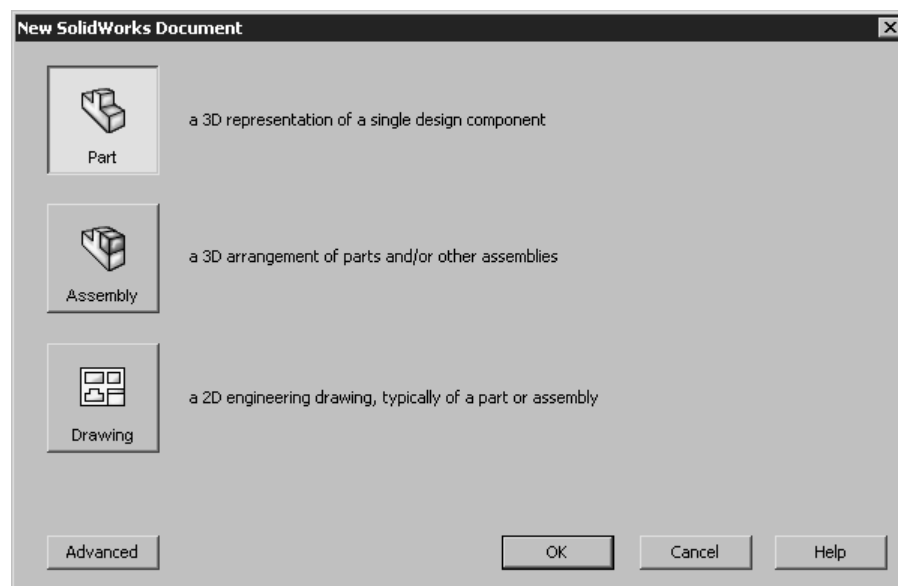 New SolidWorks Document
Part
a 3D representation of a single design component
Assembly
a 3D arrangement of parts and/or other assemblies
Drawing
a 2D engineering drawing, typically of a part or assembly
Advanced
OK
Cancel
Help